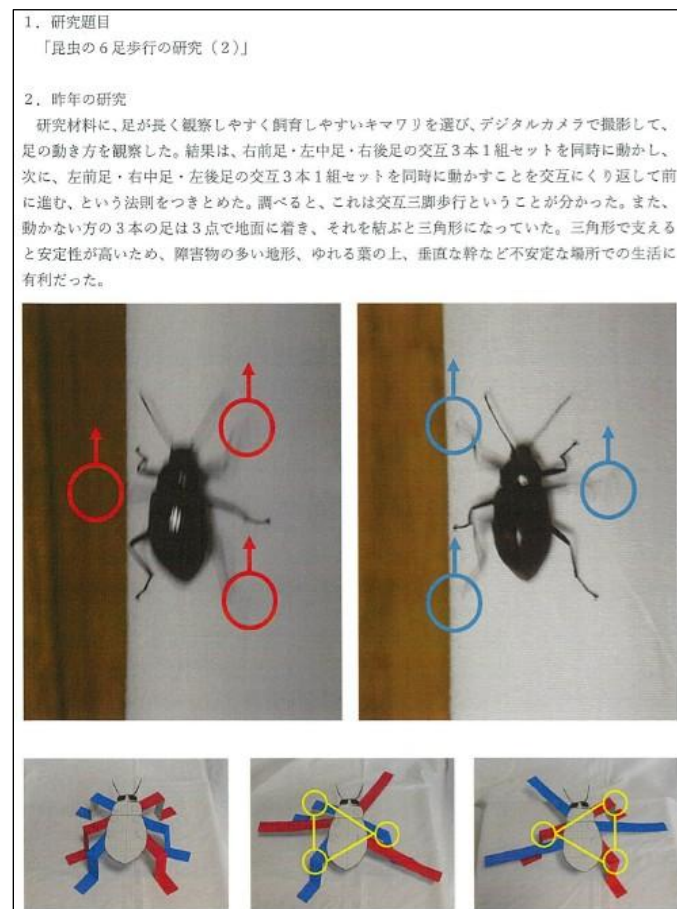 1．研究題目
「昆虫の６足歩行の研究（２）」
2．昨年の研究
研究材料に、足が長く観察しやすく飼育しやすいキマワリを選び、デジタルカメラで撮影して、
足の動き方を観察した。結果は、右前足・左中足・右後足の交互３本１組セットを同時に動かし、
次に、左前足・右中足・左後足の交互３本１組セットを同時に動かすことを交互にくり返して前
に進む、という法則をつきとめた。調べると、これは交互三脚歩行ということが分かった。また、
動かない方の３本の足は３点で地面に着き、それを結ぶと三角形になっていた。三角形で支える
と安定性が高いため、障害物の多い地形、ゆれる葉の上、垂直な幹など不安定な場所での生活に
有利だった。